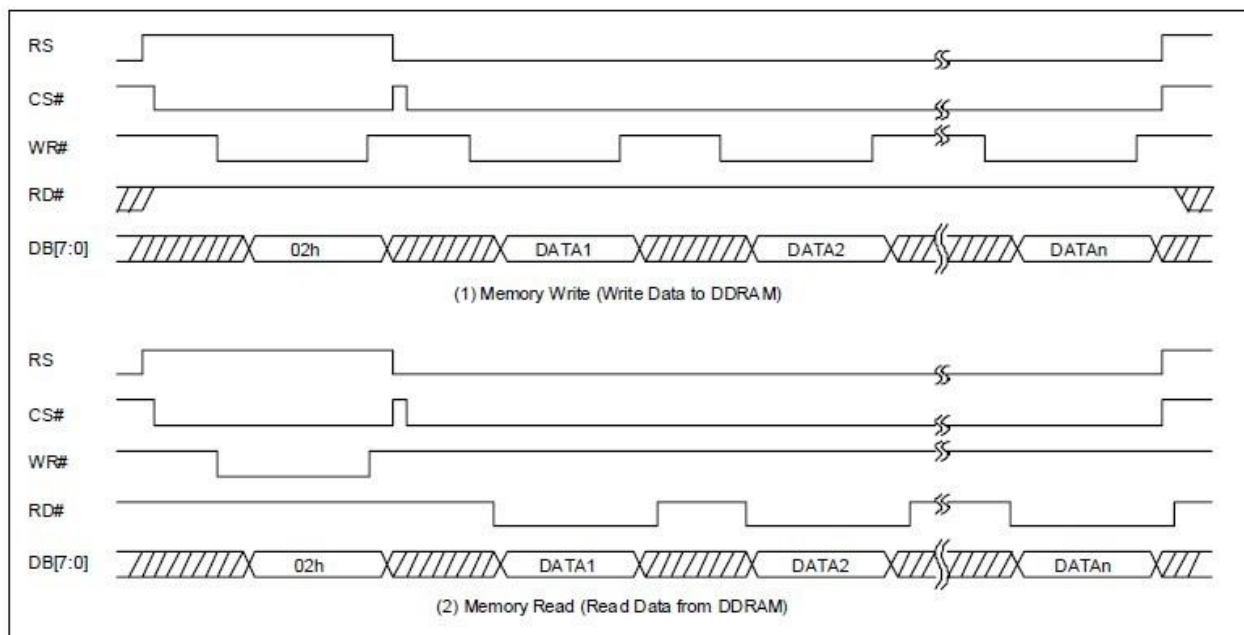 RS
CS#
WR#
RD#
DB[7:0] 02h DATA1 DATA2 DATAn
(1) Memory Write (Write Data to DDRAM)
RS
CS#
WR#
RD#
DB[7:0] 02h DATA1 DATA2 DATAn
(2) Memory Read (Read Data from DDRAM)